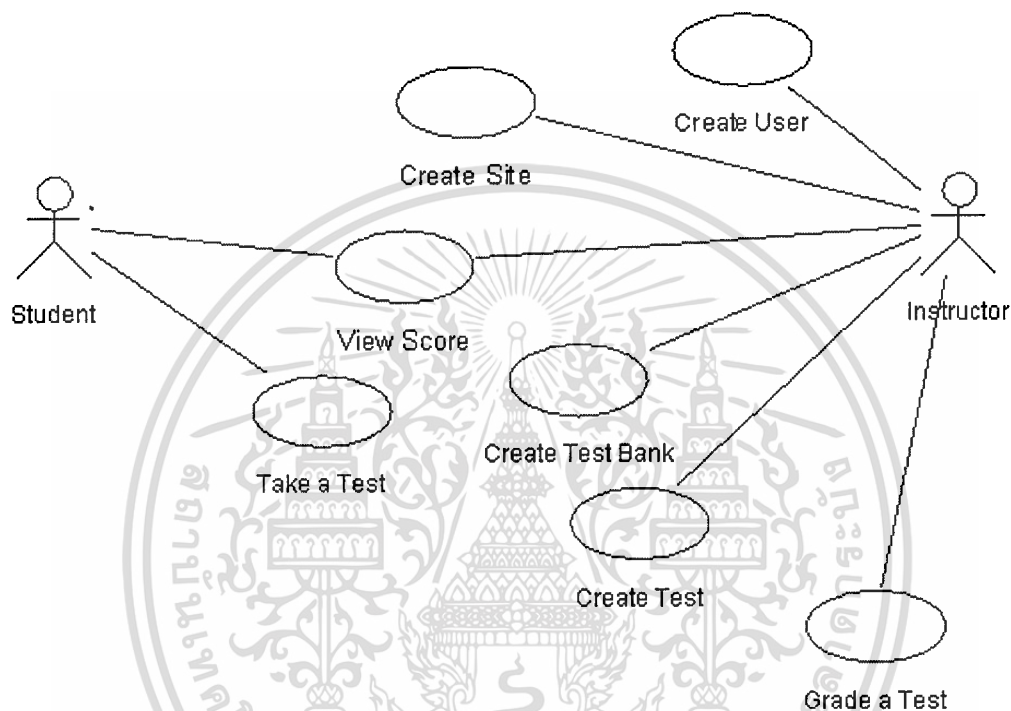 Create User
Create Site
Student
Instructor
View Score
Create Test Bank
Take a Test
Create Test
Grade a Test